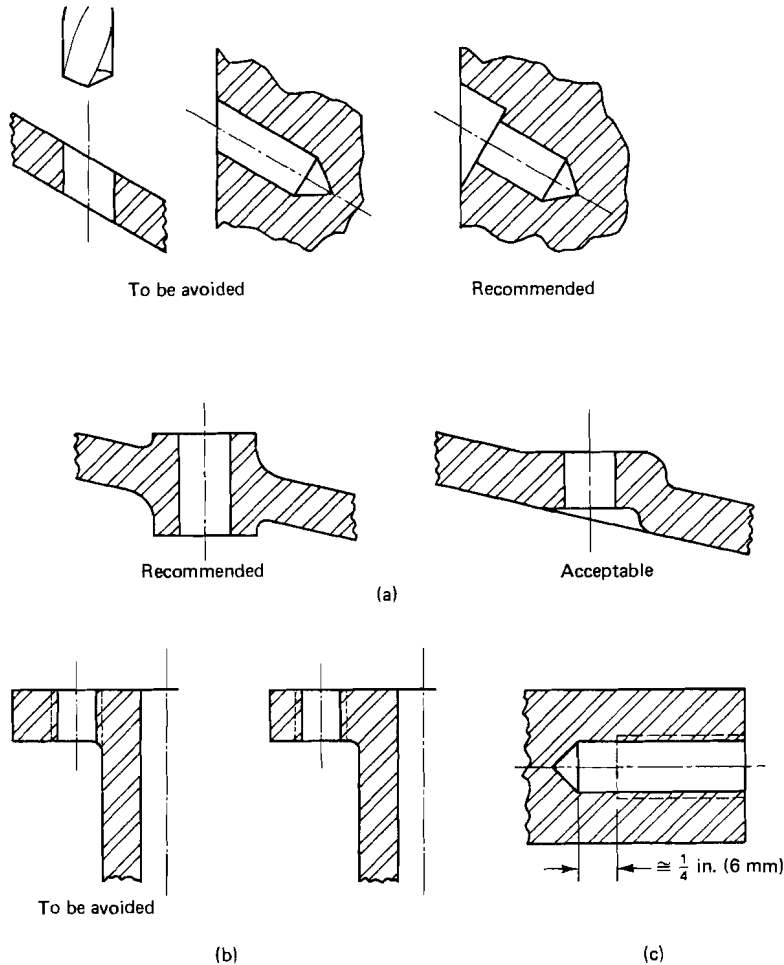 To be avoided
Recommended
Recommended
Acceptable
(a)
≅ 1/4 in. (6 mm)
To be avoided
(b)
(c)